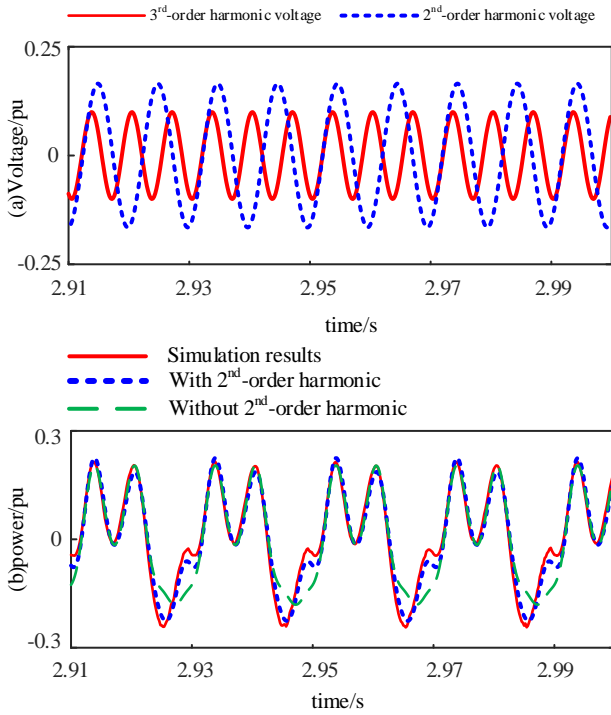 3rd-order harmonic voltage 2nd-order harmonic voltage
0.25
0
-0.25
(a)Voltage/pu
2.91 2.93 2.95 2.97 2.99
time/s
Simulation results
With 2nd-order harmonic
Without 2nd-order harmonic
0.3
0
-0.3
(b)power/pu
2.91 2.93 2.95 2.97 2.99
time/s